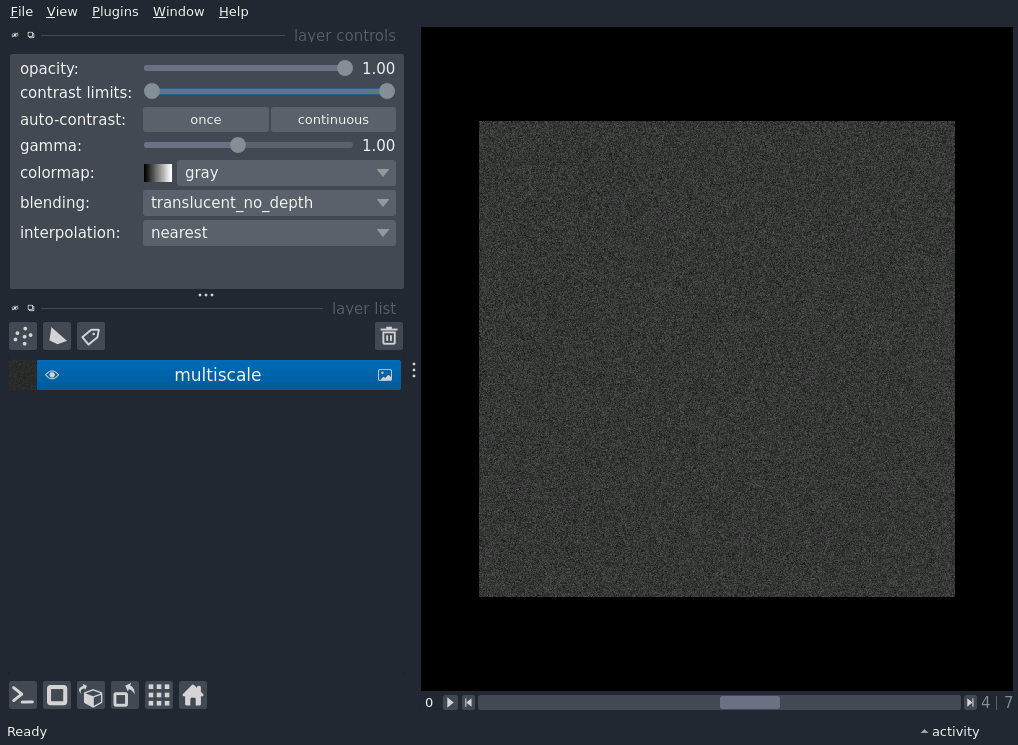 File View Plugins Window Help
layer controls
opacity: 1.00
contrast limits:
auto-contrast: once continuous
gamma: 1.00
colormap: gray
blending: translucent_no_depth
interpolation: nearest
layer list
multiscale
0 4 | 7
Ready activity